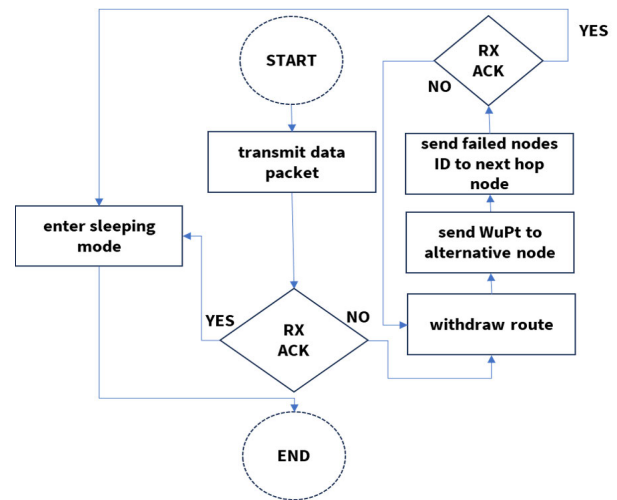 START
transmit data
packet
RX
ACK
YES
NO
enter sleeping
mode
END
withdraw route
send WuPt to
alternative node
send failed nodes
ID to next hop
node
RX
ACK
NO
YES